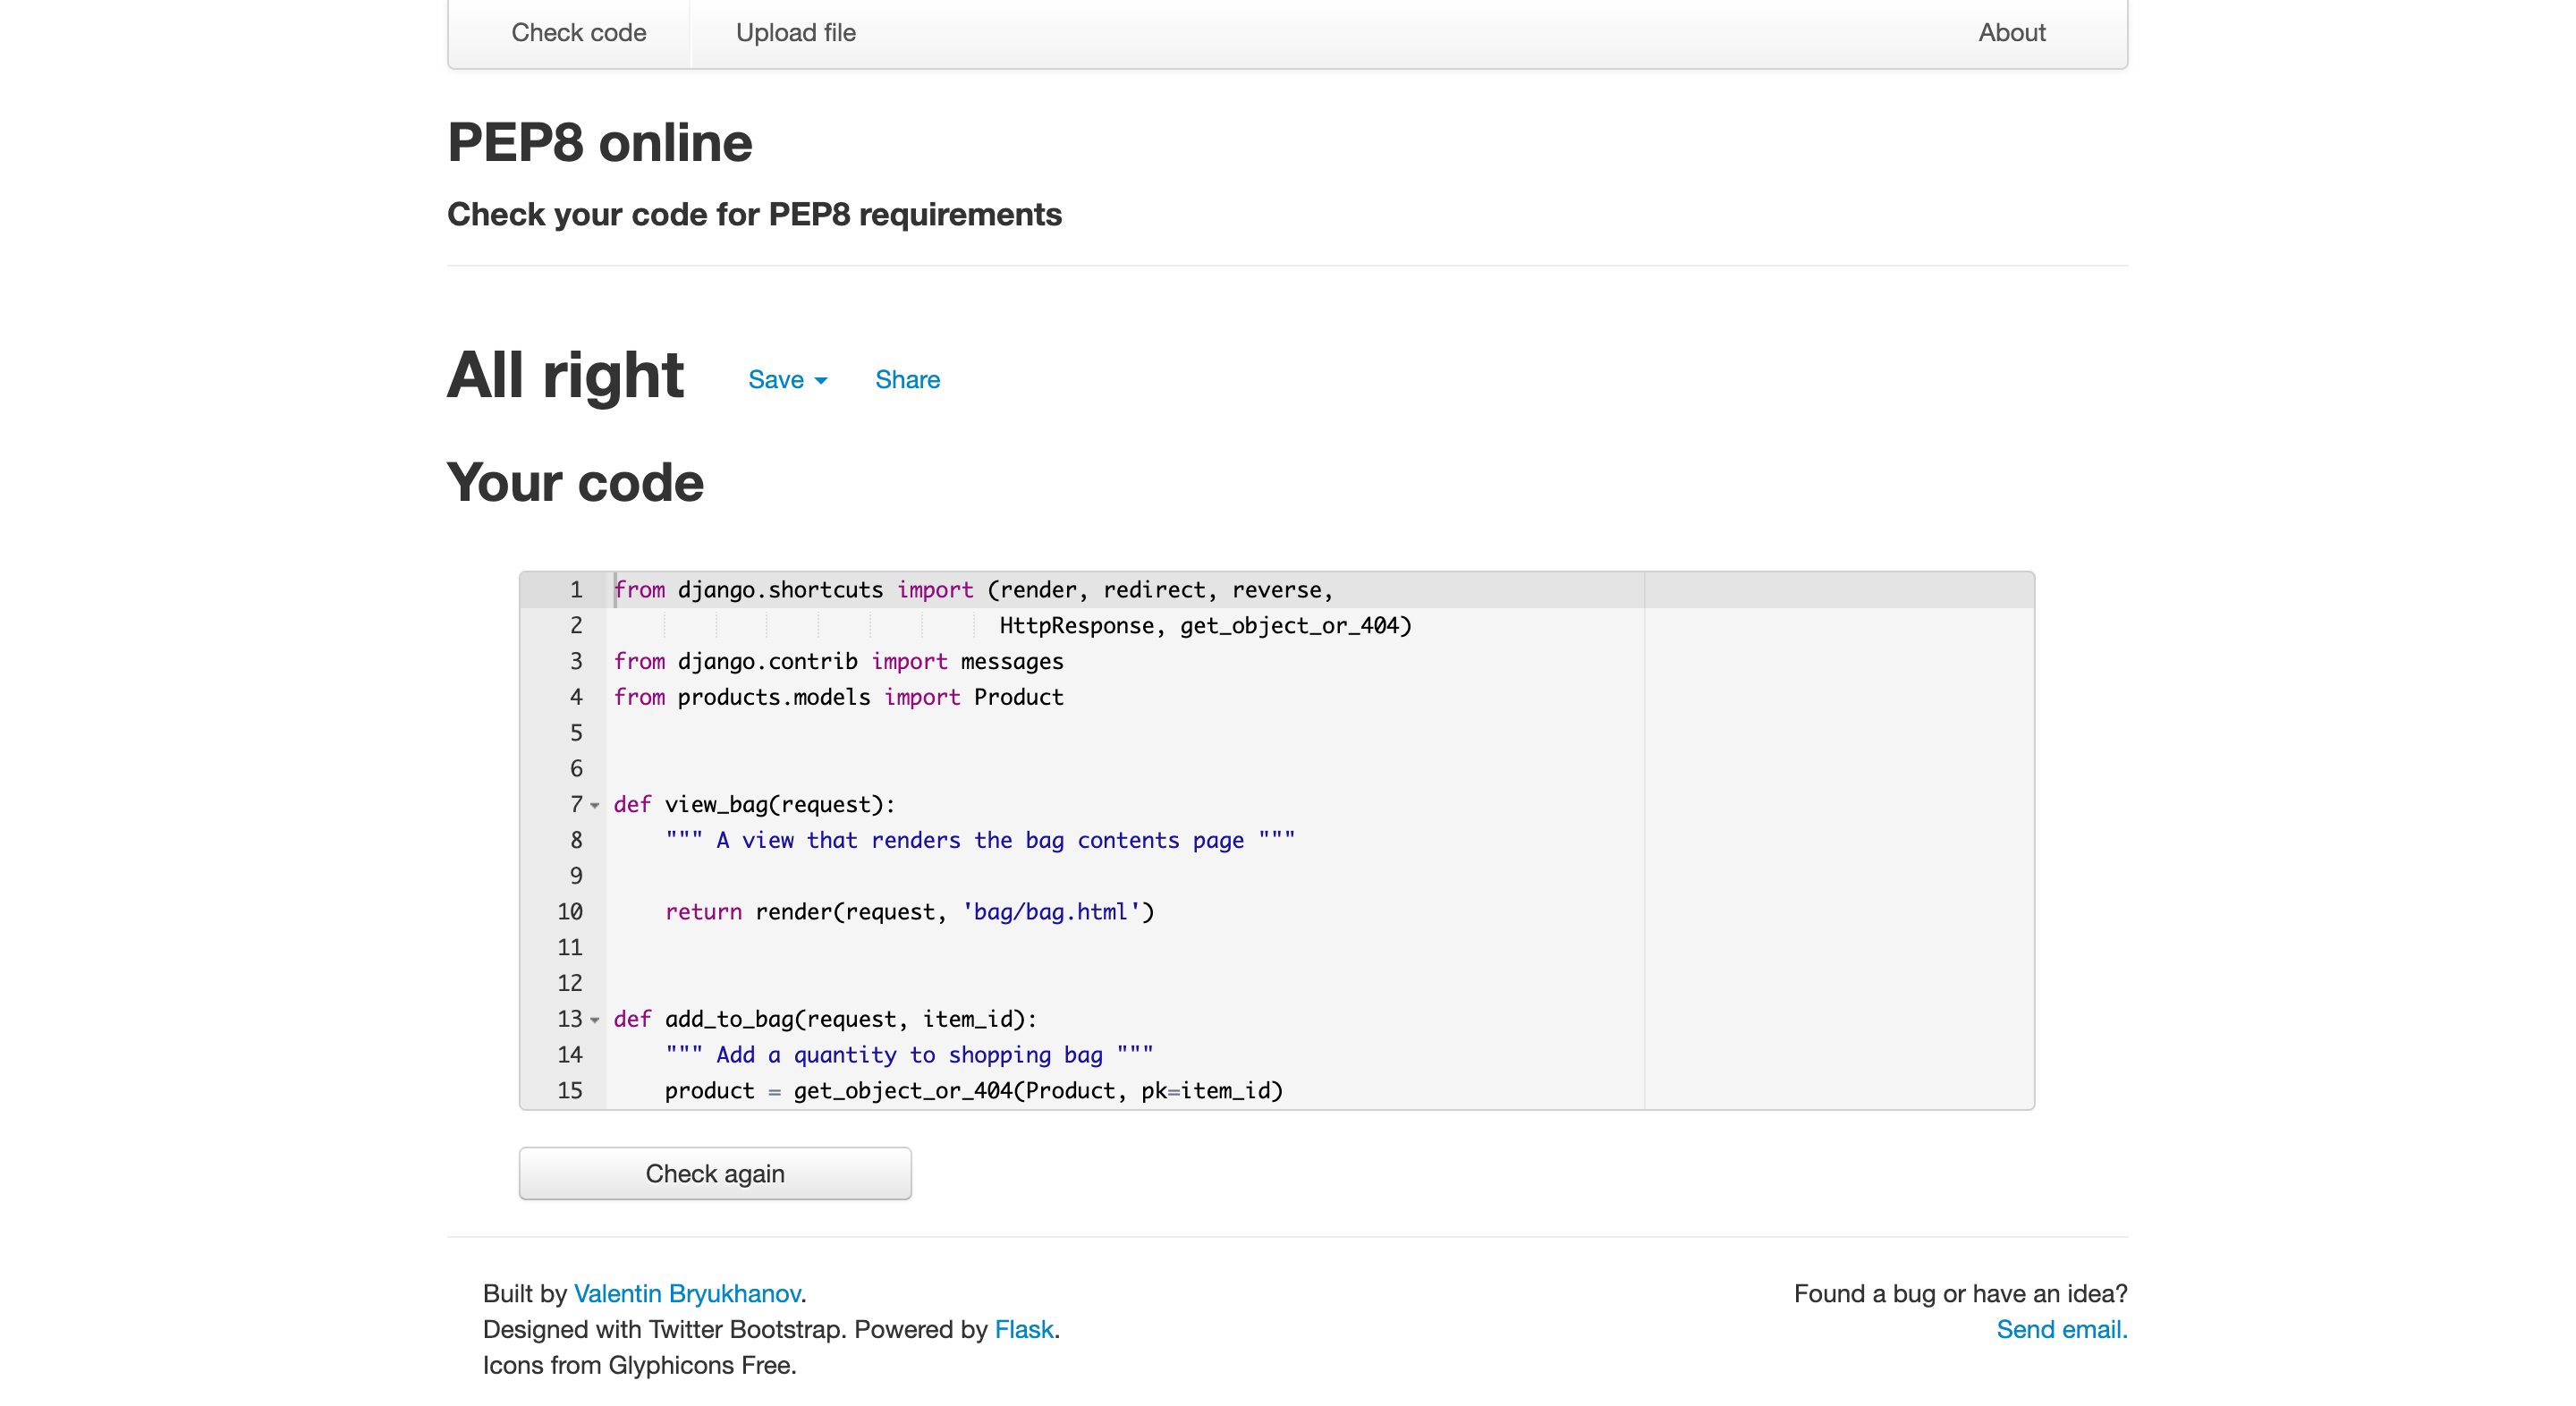 Check code Upload file About
PEP8 online
Check your code for PEP8 requirements
All right Save Share
Your code
1 from django.shortcuts import (render, redirect, reverse,
2                               HttpResponse, get_object_or_404)
3 from django.contrib import messages
4 from products.models import Product
5
6
7 def view_bag(request):
8     """ A view that renders the bag contents page """
9
10     return render(request, 'bag/bag.html')
11
12
13 def add_to_bag(request, item_id):
14     """ Add a quantity to shopping bag """
15     product = get_object_or_404(Product, pk=item_id)
Check again
Built by Valentin Bryukhanov.
Designed with Twitter Bootstrap. Powered by Flask.
Icons from Glyphicons Free.
Found a bug or have an idea?
Send email.